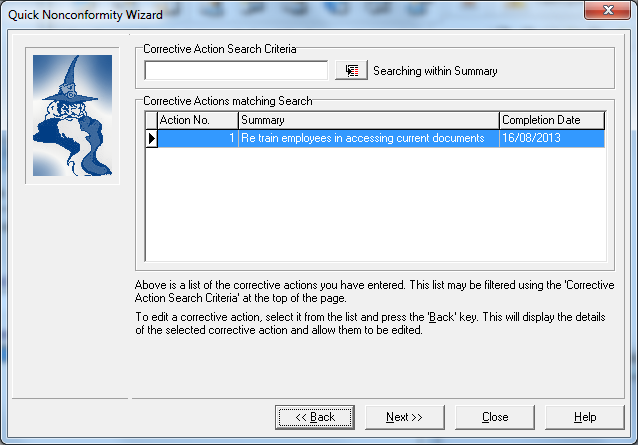 Quick Nonconformity Wizard
Corrective Action Search Criteria
Searching within Summary
Corrective Actions matching Search
Action No. Summary Completion Date
1 Re train employees in accessing current documents 16/08/2013
Above is a list of the corrective actions you have entered. This list may be filtered using the 'Corrective
Action Search Criteria' at the top of the page.
To edit a corrective action, select it from the list and press the 'Back' key. This will display the details
of the selected corrective action and allow them to be edited.
<< Back Next >> Close Help